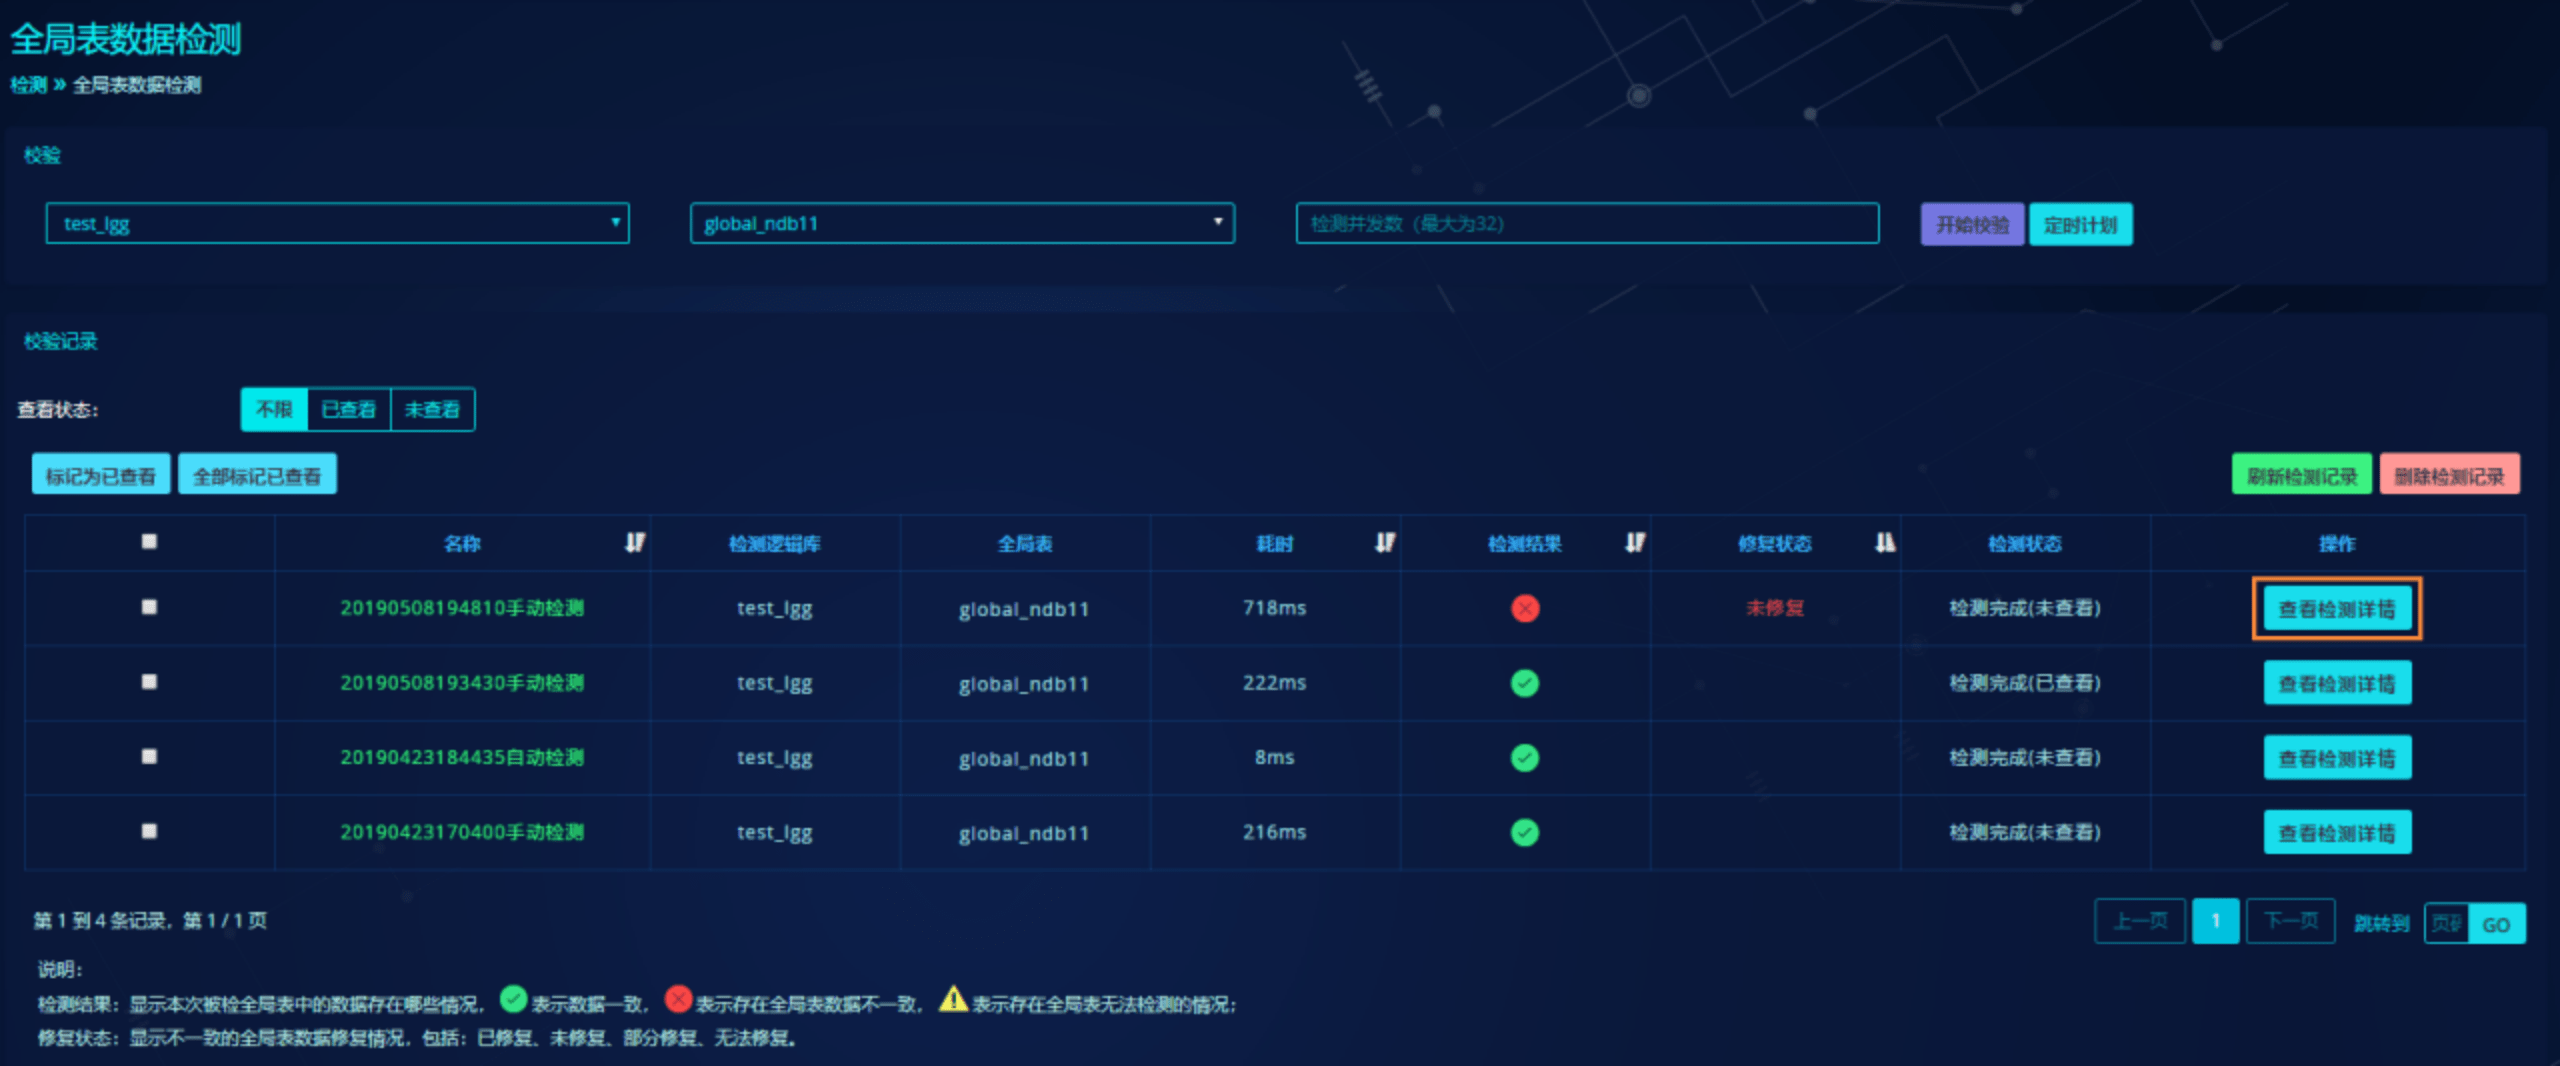 全局表数据检测
检测 » 全局表数据检测
校验
test_lgg global_ndb11 检测并发数（最大为32） 开始校验 定时计划
校验记录
查看状态： 不限 已查看 未查看
标记为已查看 全部标记已查看 刷新检测记录 删除检测记录
名称 检测逻辑库 全局表 耗时 检测结果 修复状态 检测状态 操作
20190508194810手动检测 test_lgg global_ndb11 718ms 未修复 检测完成(未查看) 查看检测详情
20190508193430手动检测 test_lgg global_ndb11 222ms 检测完成(已查看) 查看检测详情
20190423184435自动检测 test_lgg global_ndb11 8ms 检测完成(未查看) 查看检测详情
20190423170400手动检测 test_lgg global_ndb11 216ms 检测完成(未查看) 查看检测详情
第 1 到 4 条记录，第 1 / 1 页 上一页 1 下一页 跳转到 GO
说明：
检测结果：显示本次被检全局表中的数据存在哪些情况， 表示数据一致， 表示存在全局表数据不一致， 表示存在全局表无法检测的情况；
修复状态：显示不一致的全局表数据修复情况，包括：已修复、未修复、部分修复、无法修复。